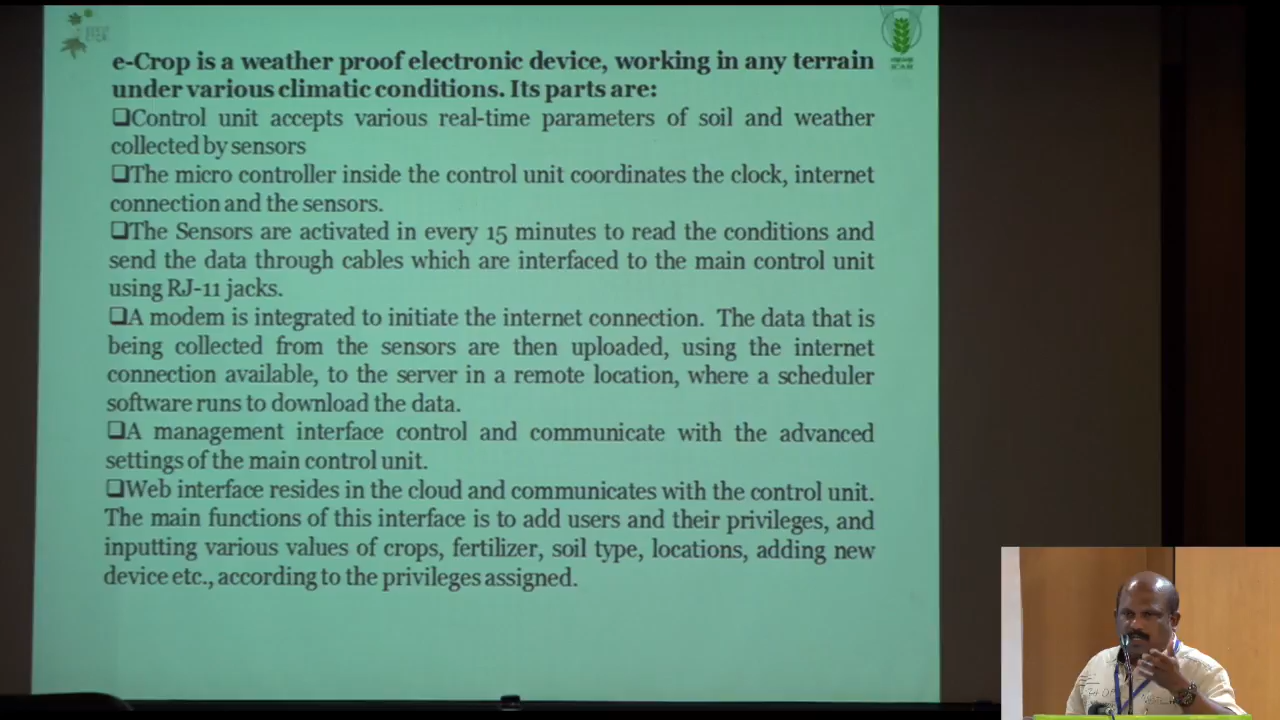 e-Crop is a weather proof electronic device, working in any terrain
under various climatic conditions. Its parts are:
❑Control unit accepts various real-time parameters of soil and weather
collected by sensors
❑The micro controller inside the control unit coordinates the clock, internet
connection and the sensors.
❑The Sensors are activated in every 15 minutes to read the conditions and
send the data through cables which are interfaced to the main control unit
using RJ-11 jacks.
❑A modem is integrated to initiate the internet connection. The data that is
being collected from the sensors are then uploaded, using the internet
connection available, to the server in a remote location, where a scheduler
software runs to download the data.
❑A management interface control and communicate with the advanced
settings of the main control unit.
❑Web interface resides in the cloud and communicates with the control unit.
The main functions of this interface is to add users and their privileges, and
inputting various values of crops, fertilizer, soil type, locations, adding new
device etc., according to the privileges assigned.
ICAR